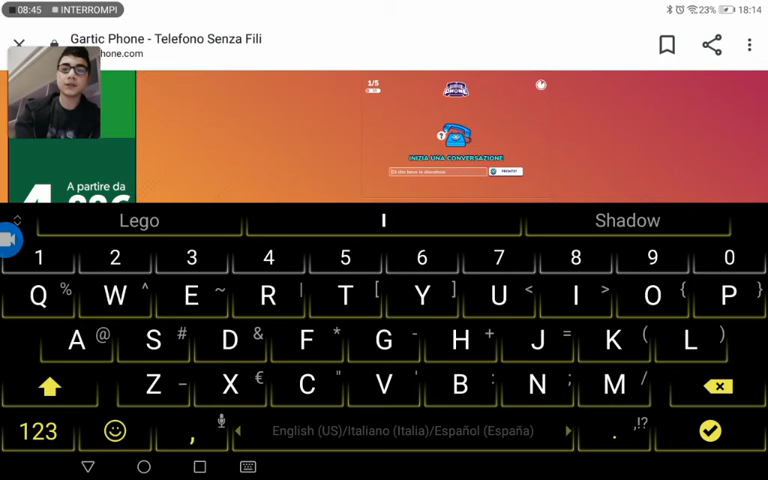 08:45 INTERROMPI 23% 18:14
Gartic Phone - Telefono Senza Fili
hone.com
1/5
A partire da
INIZIA UNA CONVERSAZIONE
PRONTO!
Lego I Shadow
1 2 3 4 5 6 7 8 9 0
Q % W ^ E ~ R | T [ Y ] U < I > O { P }
A @ S # D & F * G - H + J = K ( L )
Z _ X € C " V ' B : N ; M /
123 , English (US)/Italiano (Italia)/Español (España) . ,!?